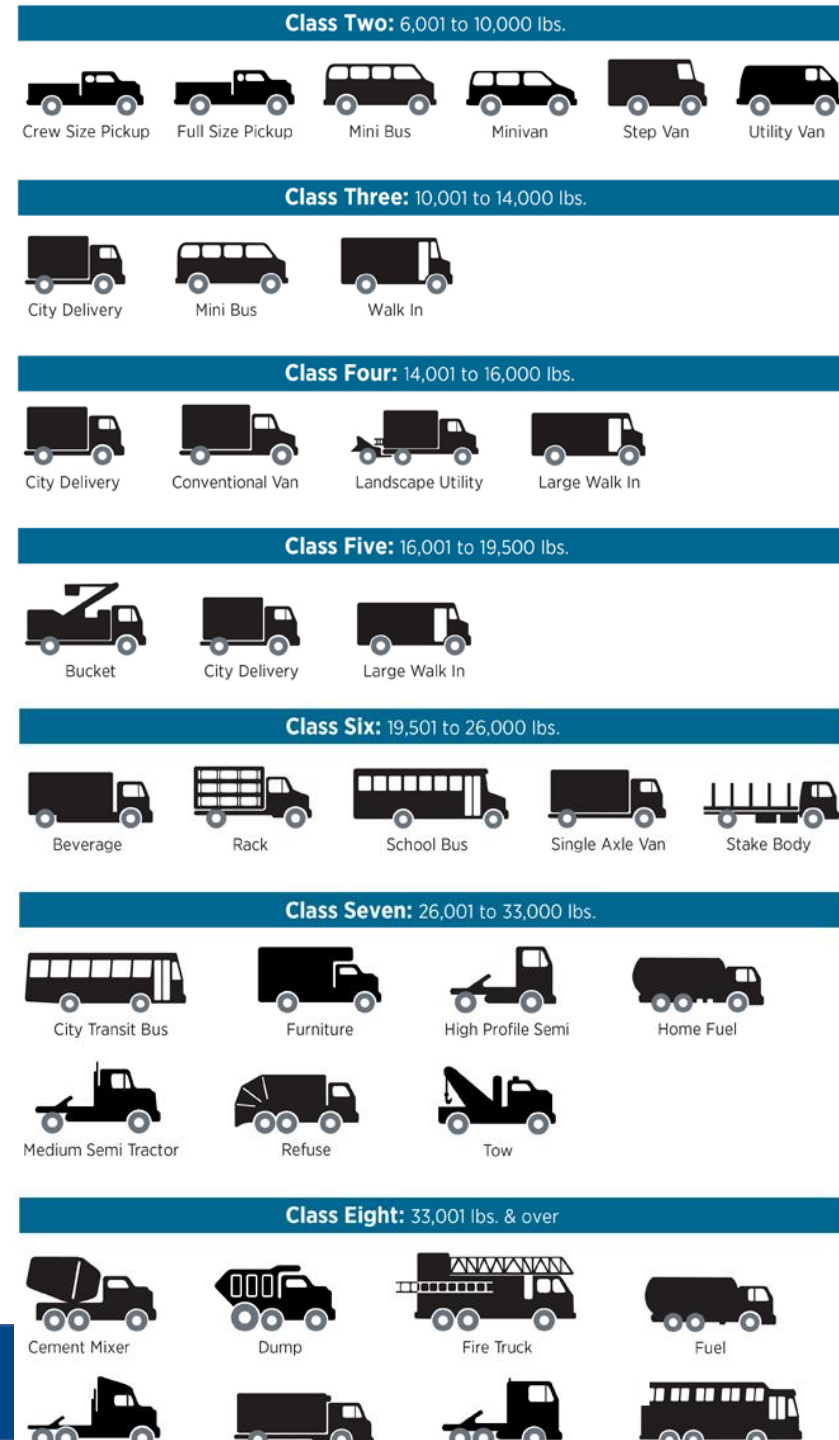 Class Two: 6,001 to 10,000 lbs.
Crew Size Pickup Full Size Pickup Mini Bus Minivan Step Van Utility Van
Class Three: 10,001 to 14,000 lbs.
City Delivery Mini Bus Walk In
Class Four: 14,001 to 16,000 lbs.
City Delivery Conventional Van Landscape Utility Large Walk In
Class Five: 16,001 to 19,500 lbs.
Bucket City Delivery Large Walk In
Class Six: 19,501 to 26,000 lbs.
Beverage Rack School Bus Single Axle Van Stake Body
Class Seven: 26,001 to 33,000 lbs.
City Transit Bus Furniture High Profile Semi Home Fuel
Medium Semi Tractor Refuse Tow
Class Eight: 33,001 lbs. & over
Cement Mixer Dump Fire Truck Fuel